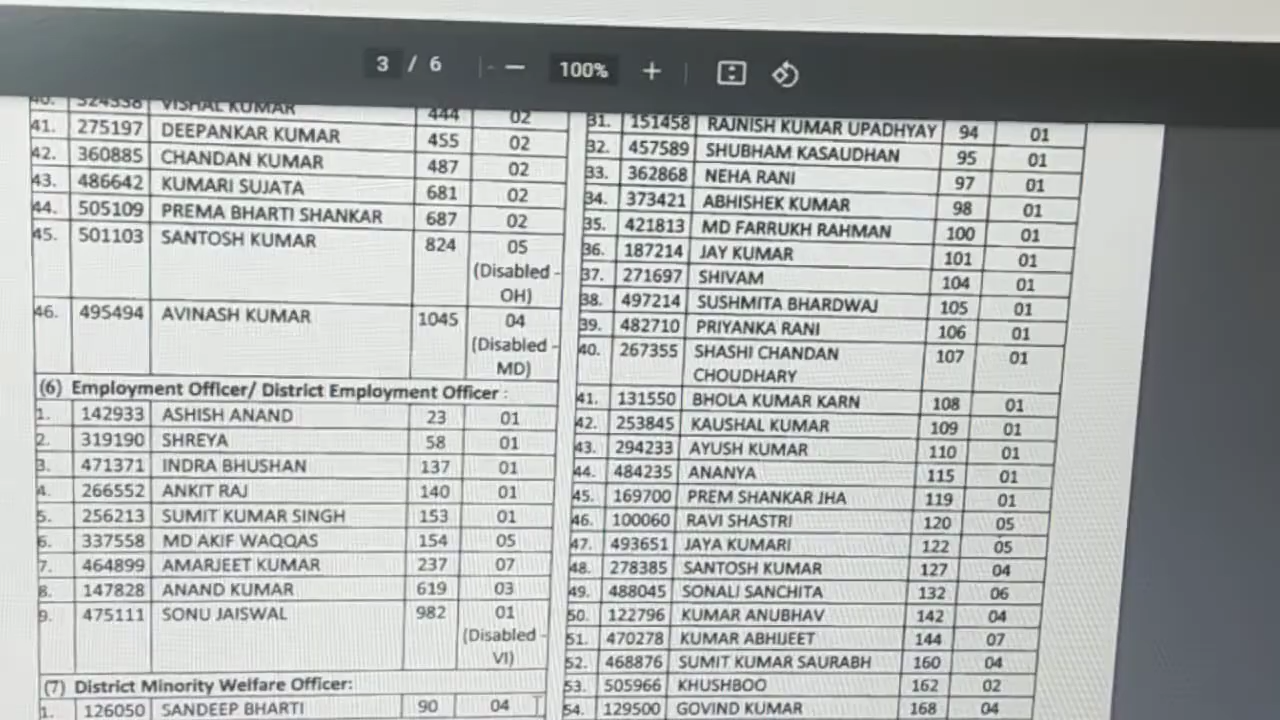 3 / 6 — 100% +
40. 324338 VISHAL KUMAR 444 02
41. 275197 DEEPANKAR KUMAR 455 02
42. 360885 CHANDAN KUMAR 487 02
43. 486642 KUMARI SUJATA 681 02
44. 505109 PREMA BHARTI SHANKAR 687 02
45. 501103 SANTOSH KUMAR 824 05
(Disabled -
OH)
46. 495494 AVINASH KUMAR 1045 04
(Disabled -
MD)
(6) Employment Officer/ District Employment Officer :
1. 142933 ASHISH ANAND 23 01
2. 319190 SHREYA 58 01
3. 471371 INDRA BHUSHAN 137 01
4. 266552 ANKIT RAJ 140 01
5. 256213 SUMIT KUMAR SINGH 153 01
6. 337558 MD AKIF WAQQAS 154 05
7. 464899 AMARJEET KUMAR 237 07
8. 147828 ANAND KUMAR 619 03
9. 475111 SONU JAISWAL 982 01
(Disabled -
VI)
(7) District Minority Welfare Officer:
1. 126050 SANDEEP BHARTI 90 04
31. 151458 RAJNISH KUMAR UPADHYAY 94 01
32. 457589 SHUBHAM KASAUDHAN 95 01
33. 362868 NEHA RANI 97 01
34. 373421 ABHISHEK KUMAR 98 01
35. 421813 MD FARRUKH RAHMAN 100 01
36. 187214 JAY KUMAR 101 01
37. 271697 SHIVAM 104 01
38. 497214 SUSHMITA BHARDWAJ 105 01
39. 482710 PRIYANKA RANI 106 01
40. 267355 SHASHI CHANDAN 107 01
CHOUDHARY
41. 131550 BHOLA KUMAR KARN 108 01
42. 253845 KAUSHAL KUMAR 109 01
43. 294233 AYUSH KUMAR 110 01
44. 484235 ANANYA 115 01
45. 169700 PREM SHANKAR JHA 119 01
46. 100060 RAVI SHASTRI 120 05
47. 493651 JAYA KUMARI 122 05
48. 278385 SANTOSH KUMAR 127 04
49. 488045 SONALI SANCHITA 132 06
50. 122796 KUMAR ANUBHAV 142 04
51. 470278 KUMAR ABHIJEET 144 07
52. 468876 SUMIT KUMAR SAURABH 160 04
53. 505966 KHUSHBOO 162 02
54. 129500 GOVIND KUMAR 168 04